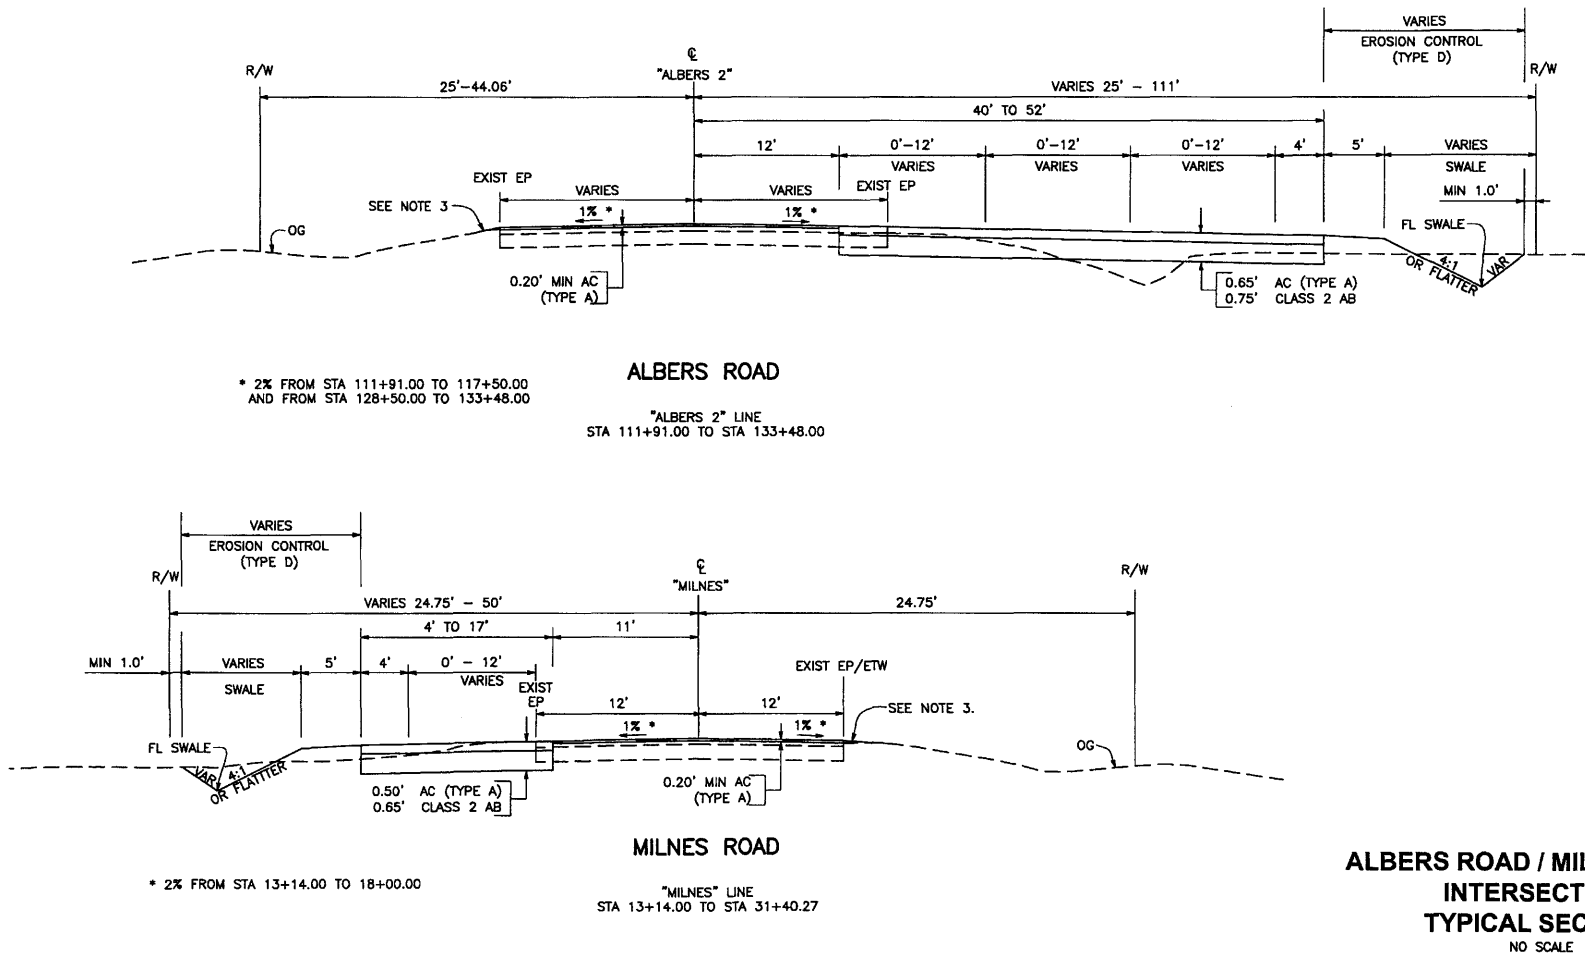 VARIES
EROSION CONTROL
(TYPE D)
R/W
℄
"ALBERS 2"
R/W
25'-44.06'
VARIES 25' - 111'
40' TO 52'
12'
0'-12'
VARIES
0'-12'
VARIES
0'-12'
VARIES
4'
5'
VARIES
SWALE
MIN 1.0'
EXIST EP
VARIES
VARIES
EXIST EP
SEE NOTE 3
1% *
1% *
OG
FL SWALE
4:1
OR FLATTER
VAR
0.20' MIN AC
(TYPE A)
0.65' AC (TYPE A)
0.75' CLASS 2 AB
ALBERS ROAD
* 2% FROM STA 111+91.00 TO 117+50.00
AND FROM STA 128+50.00 TO 133+48.00
"ALBERS 2" LINE
STA 111+91.00 TO STA 133+48.00
VARIES
EROSION CONTROL
(TYPE D)
R/W
℄
"MILNES"
R/W
VARIES 24.75' - 50'
24.75'
4' TO 17'
11'
MIN 1.0'
VARIES
SWALE
5'
4'
0' - 12'
VARIES
EXIST
EP
EXIST EP/ETW
12'
12'
SEE NOTE 3.
1% *
1% *
FL SWALE
OG
VAR
4:1
OR FLATTTER
0.50' AC (TYPE A)
0.65' CLASS 2 AB
0.20' MIN AC
(TYPE A)
MILNES ROAD
* 2% FROM STA 13+14.00 TO 18+00.00
"MILNES" LINE
STA 13+14.00 TO STA 31+40.27
ALBERS ROAD / MIL
INTERSECT
TYPICAL SEC
NO SCALE